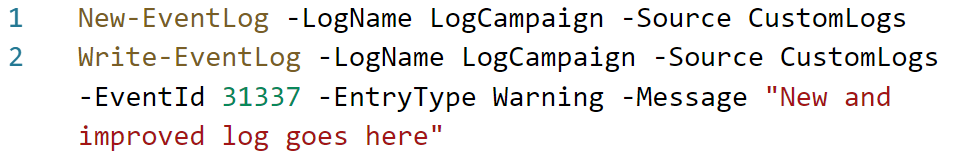 1 New-EventLog -LogName LogCampaign -Source CustomLogs
2 Write-EventLog -LogName LogCampaign -Source CustomLogs
-EventId 31337 -EntryType Warning -Message "New and
improved log goes here"